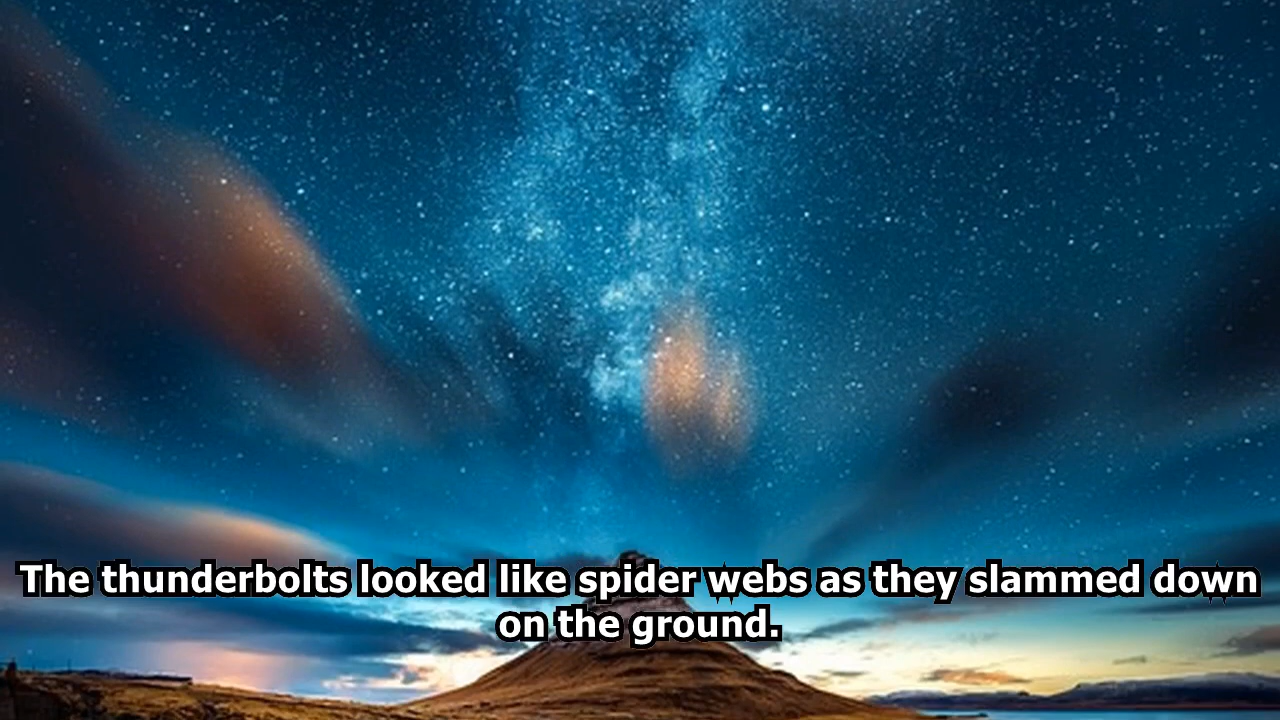 The thunderbolts looked like spider webs as they slammed down
on the ground.